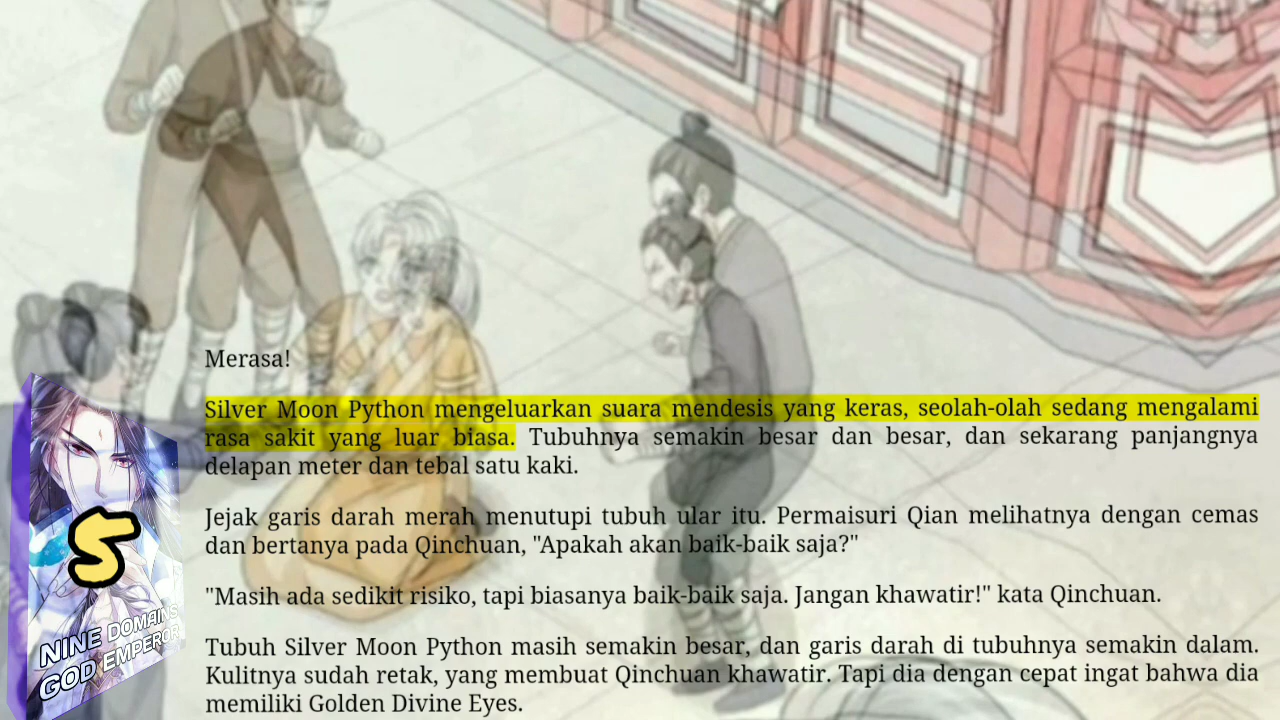 Merasa!
Silver Moon Python mengeluarkan suara mendesis yang keras, seolah-olah sedang mengalami
rasa sakit yang luar biasa. Tubuhnya semakin besar dan besar, dan sekarang panjangnya
delapan meter dan tebal satu kaki.
Jejak garis darah merah menutupi tubuh ular itu. Permaisuri Qian melihatnya dengan cemas
dan bertanya pada Qinchuan, "Apakah akan baik-baik saja?"
"Masih ada sedikit risiko, tapi biasanya baik-baik saja. Jangan khawatir!" kata Qinchuan.
Tubuh Silver Moon Python masih semakin besar, dan garis darah di tubuhnya semakin dalam.
Kulitnya sudah retak, yang membuat Qinchuan khawatir. Tapi dia dengan cepat ingat bahwa dia
memiliki Golden Divine Eyes.
5
NINE DOMAINS
GOD EMPEROR